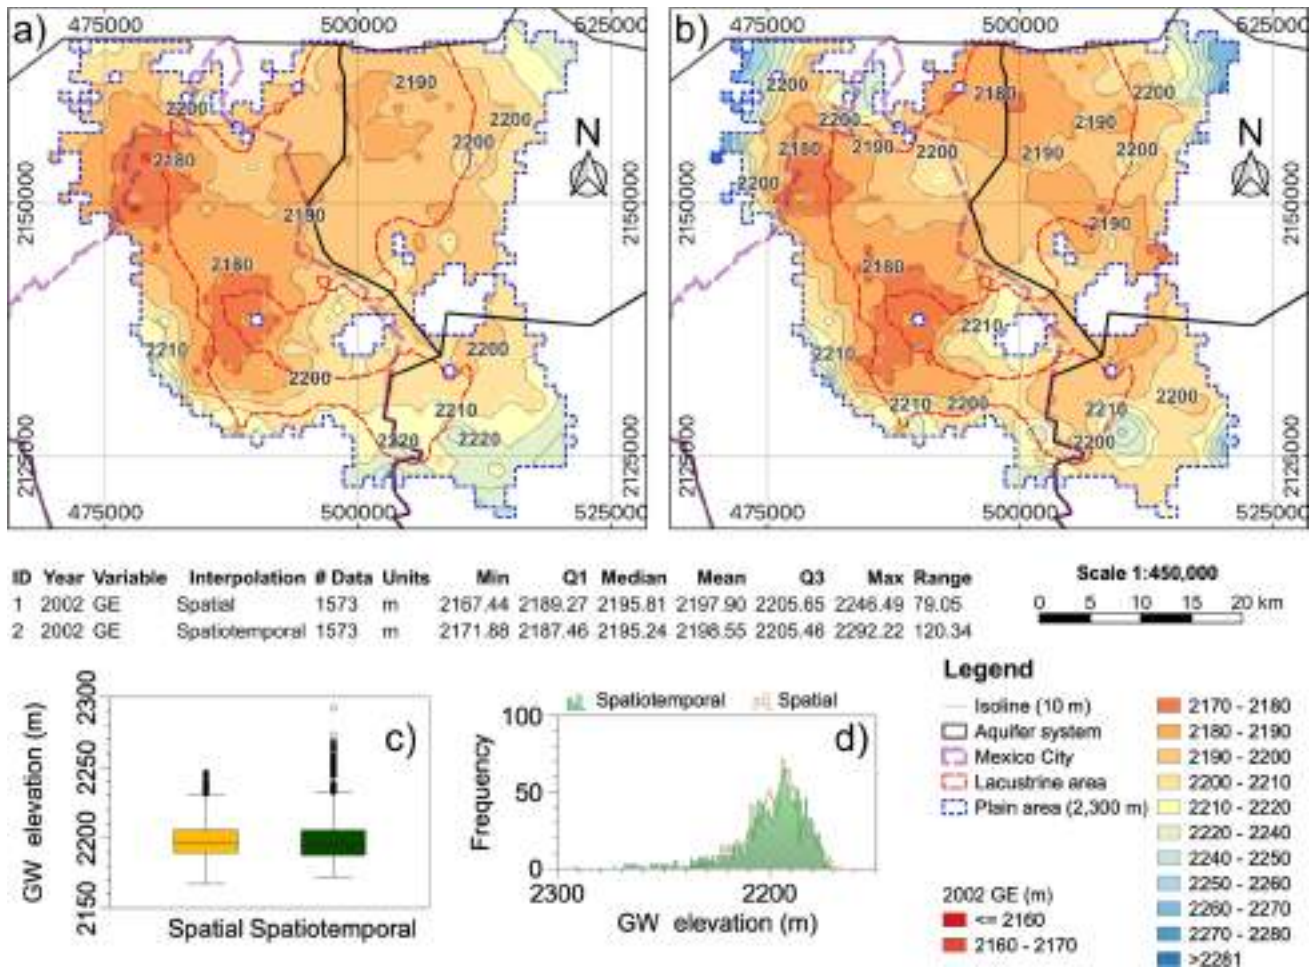 a)
475000 500000 525000
2190
2200
2200
2180
2200
N
2190
2180
2210
2200
2200
2210
2220
2220
2150000
2125000
2150000
2125000
475000 500000 525000
b)
475000 500000 525000
2200
2180
2200
2200
2190
2180
2190
2200
2190
2200
2200
N
2190
2180
2210
2210
2200
2200
2210
2200
2150000
2125000
2150000
2125000
475000 500000 525000
ID Year Variable Interpolation # Data Units Min Q1 Median Mean Q3 Max Range
1 2002 GE Spatial 1573 m 2167.44 2189.27 2195.81 2197.90 2205.65 2246.49 79.05
2 2002 GE Spatiotemporal 1573 m 2171.88 2187.46 2195.24 2198.55 2205.46 2292.22 120.34
Scale 1:450,000
0 5 10 15 20 km
GW elevation (m)
2300
2250
2200
2150
c)
Spatial Spatiotemporal
Spatiotemporal Spatial
d)
Frequency
100
50
0
2300 2200
GW elevation (m)
Legend
Isoline (10 m)
Aquifer system
Mexico City
Lacustrine area
Plain area (2,300 m)
2002 GE (m)
<= 2160
2160 - 2170
2170 - 2180
2180 - 2190
2190 - 2200
2200 - 2210
2210 - 2220
2220 - 2240
2240 - 2250
2250 - 2260
2260 - 2270
2270 - 2280
>2281